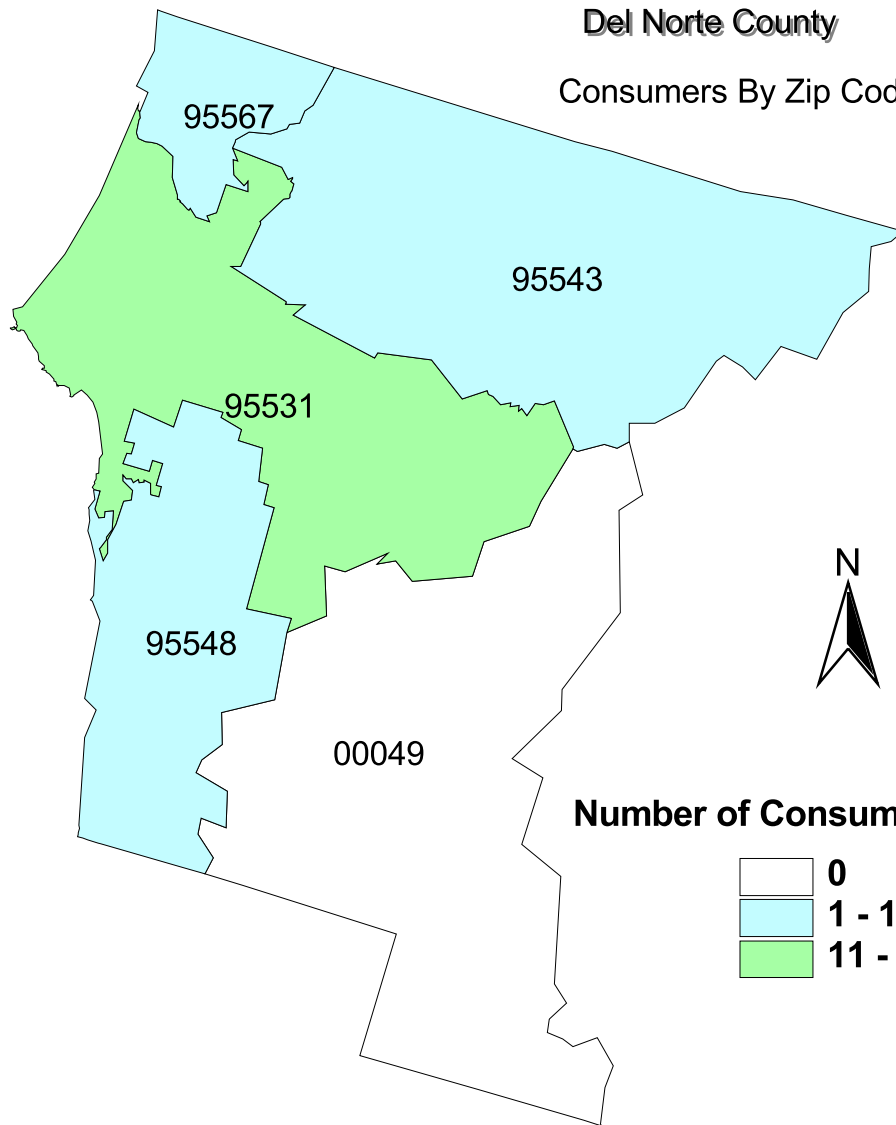 Del Norte County
Consumers By Zip Cod
95567
95543
95531
N
95548
00049
Number of Consum
0
1 - 1
11 -